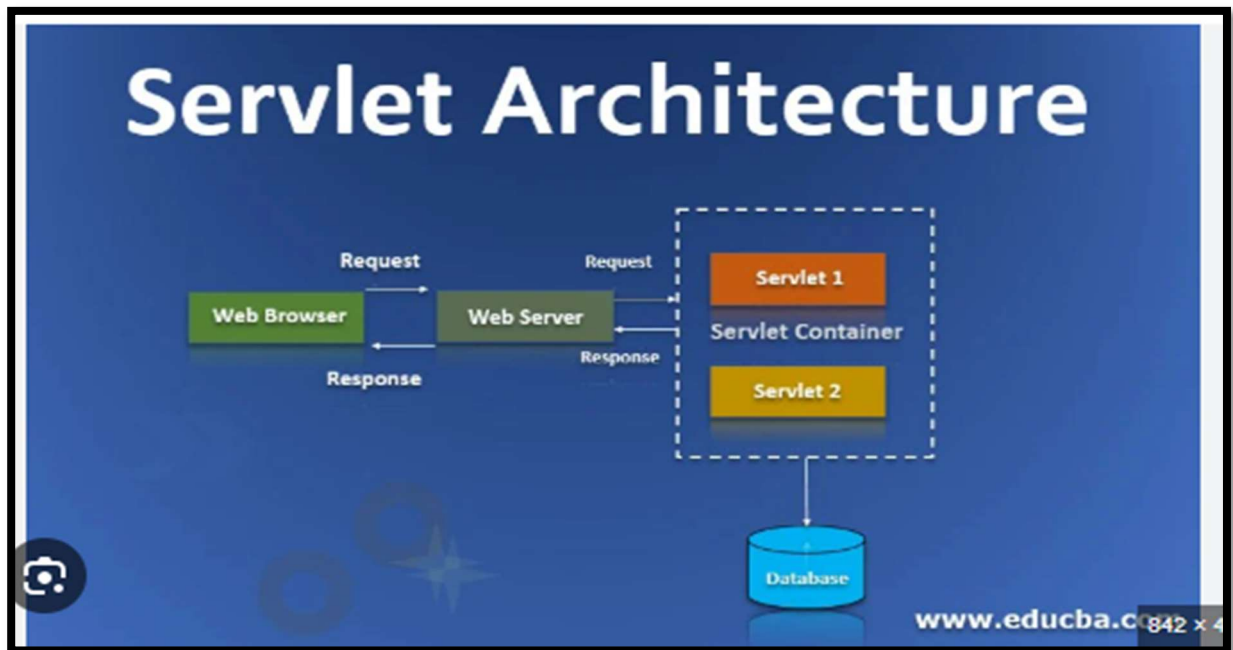 Servlet Architecture
Request
Request
Servlet 1
Web Browser
Web Server
Servlet Container
Response
Response
Servlet 2
Database
www.educba.c
842 × 4